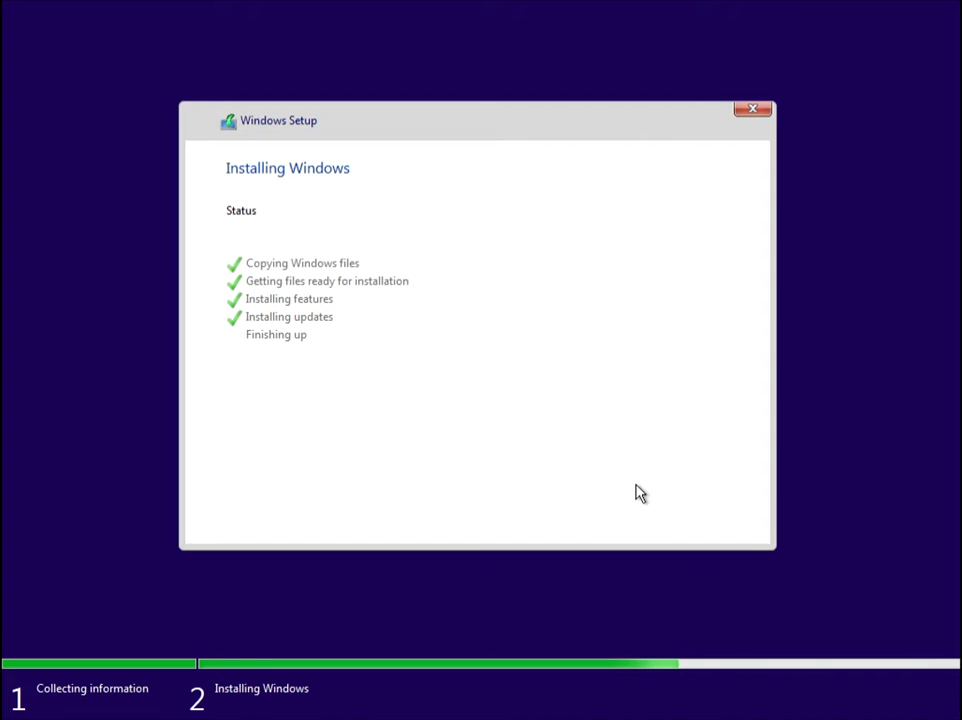 Windows Setup
Installing Windows
Status
Copying Windows files
Getting files ready for installation
Installing features
Installing updates
Finishing up
1 Collecting information
2 Installing Windows